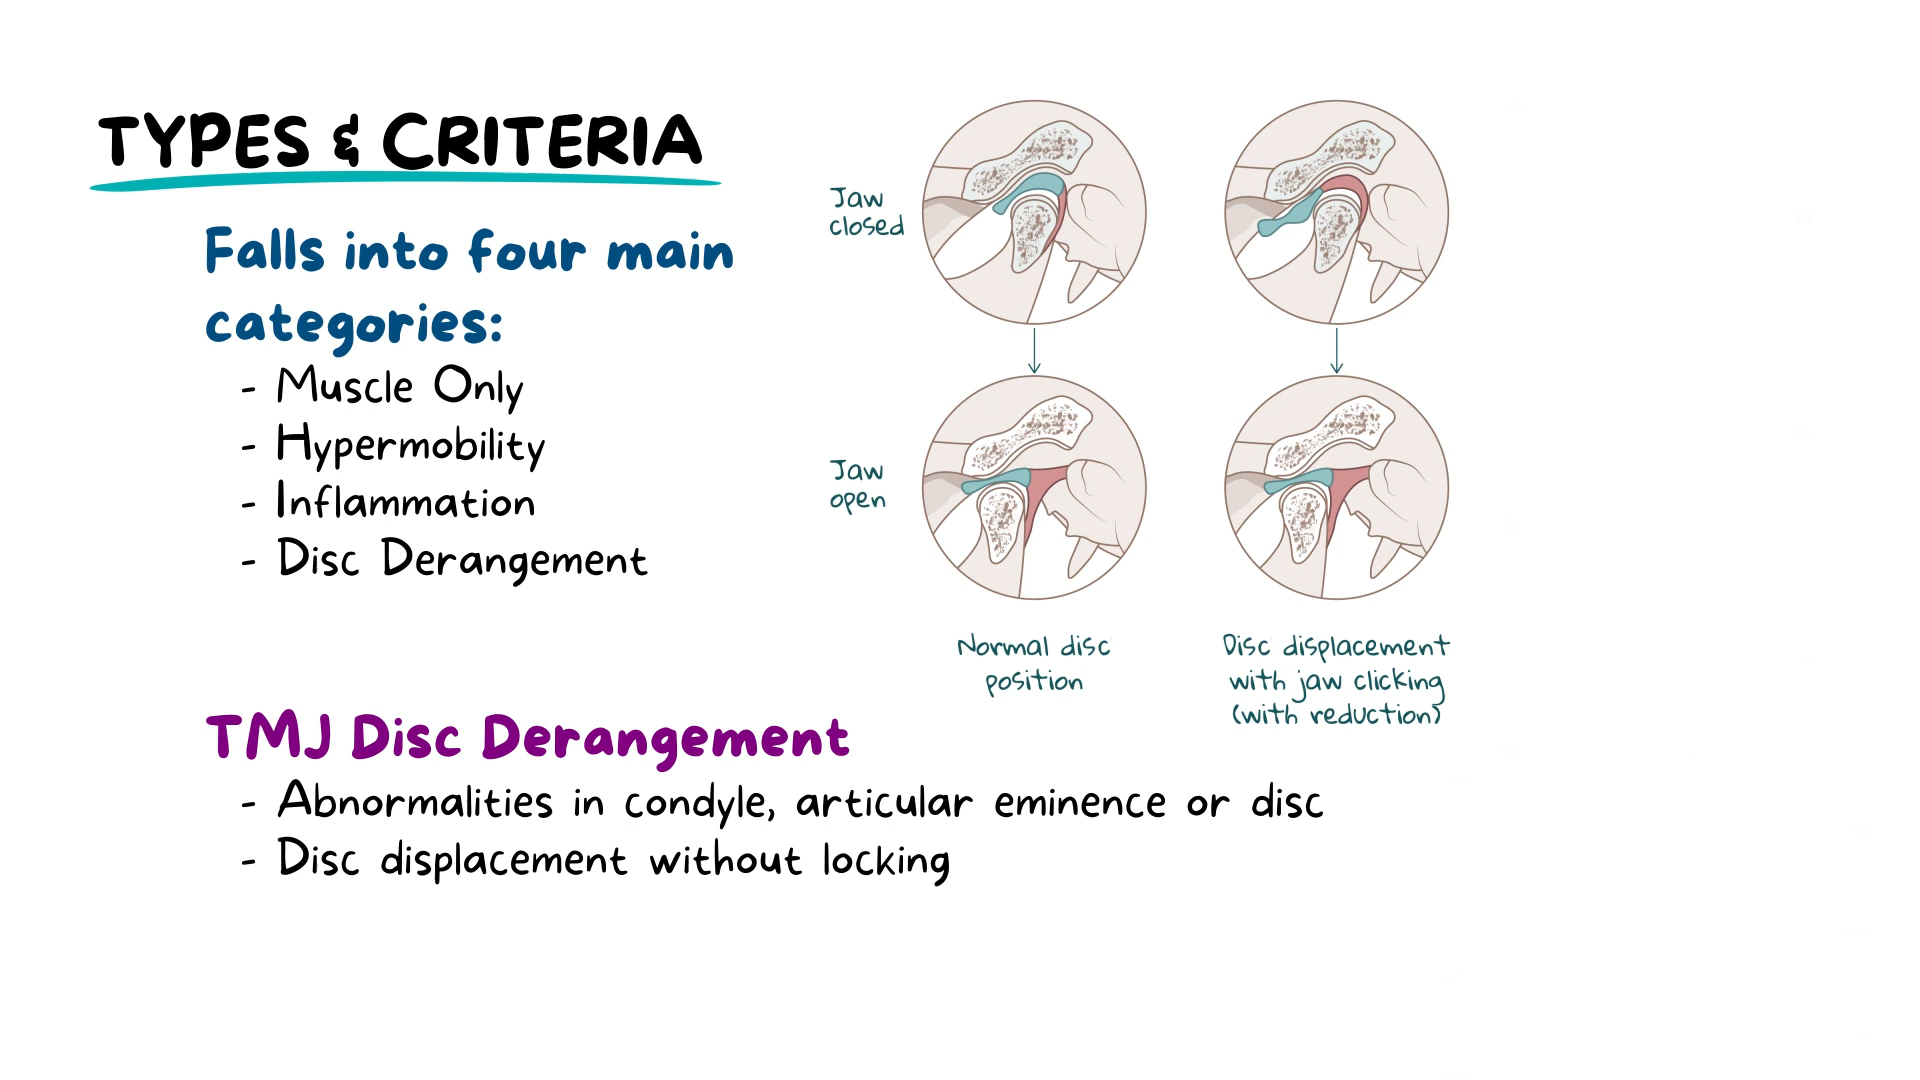 TYPES & CRITERIA
Falls into four main
categories:
- Muscle Only
- Hypermobility
- Inflammation
- Disc Derangement
Jaw
closed
Jaw
open
Normal disc
position
Disc displacement
with jaw clicking
(with reduction)
TMJ Disc Derangement
- Abnormalities in condyle, articular eminence or disc
- Disc displacement without locking